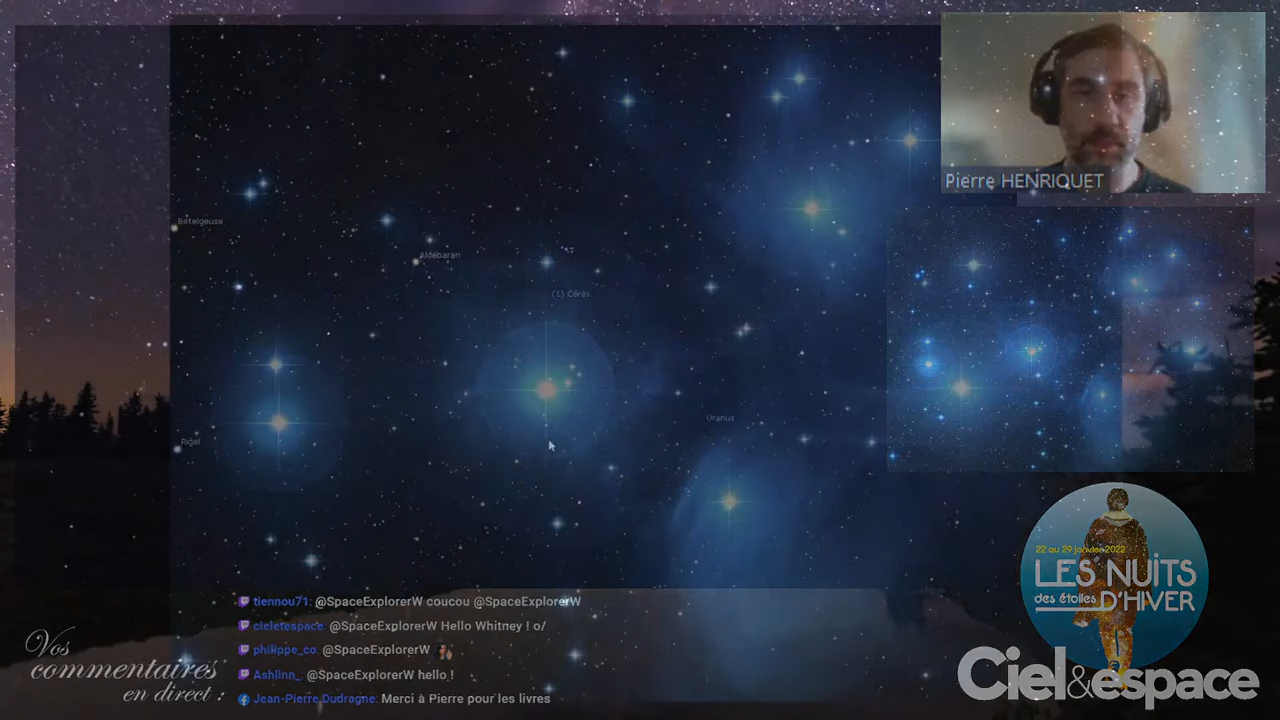 Pierre HENRIQUET
Bételgeuse
Aldébaran
(1) Cérès
Uranus
Rigel
22 au 29 janvier 2022
LES NUITS
des étoiles D'HIVER
Ciel&espace
Vos
commentaires
en direct :
tiennou71: @SpaceExplorerW coucou @SpaceExplorerW
cieletespace: @SpaceExplorerW Hello Whitney ! o/
philippe_co: @SpaceExplorerW
Ashlinn_: @SpaceExplorerW hello !
Jean-Pierre Dudragne: Merci à Pierre pour les livres